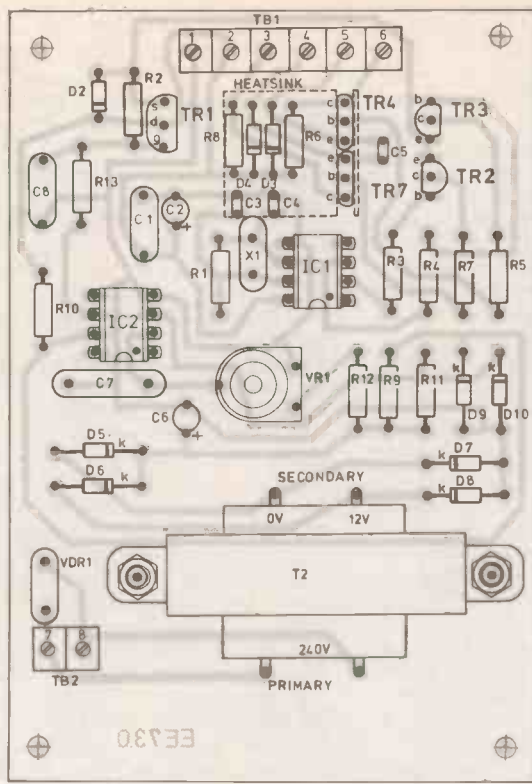 TB1
1 2 3 4 5 6
HEATSINK
D2 R2 s d g TR1 R8 D4 D3 R6 c b e TR4 b c e TR3
C5
e b c TR7 e c b TR2
C8 R13 C1 C2 + C3 C4
R1 X1 IC1 R3 R4 R7 R5
R10 IC2
C7 VR1 R12 R9 R11 k D9 k D10
C6 +
D5 k k D7
D6 k k D8
SECONDARY
0V 12V
VDR1 T2
7 8 240V
TB2 PRIMARY
EE730